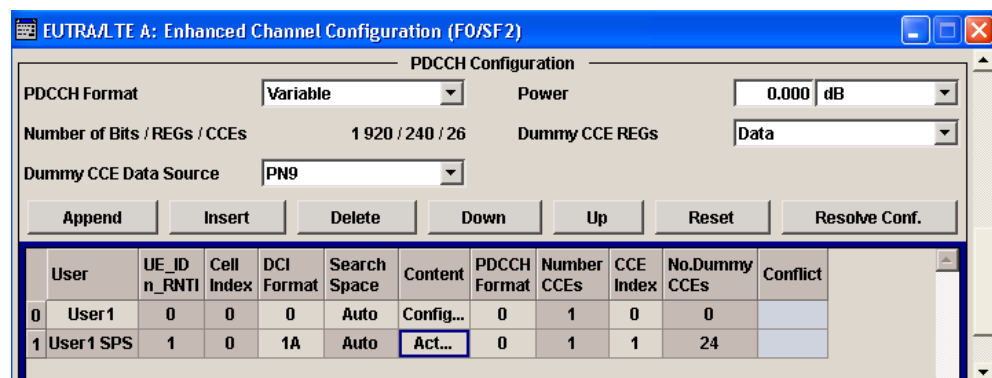 EUTRA/LTE A: Enhanced Channel Configuration (F0/SF2)
PDCCH Configuration
PDCCH Format Variable Power 0.000 dB
Number of Bits / REGs / CCEs 1 920 / 240 / 26 Dummy CCE REGs Data
Dummy CCE Data Source PN9
Append Insert Delete Down Up Reset Resolve Conf.
User UE_ID n_RNTI Cell Index DCI Format Search Space Content PDCCH Format Number CCEs CCE Index No.Dummy CCEs Conflict
0 User1 0 0 0 Auto Config... 0 1 0 0
1 User1 SPS 1 0 1A Auto Act... 0 1 1 24